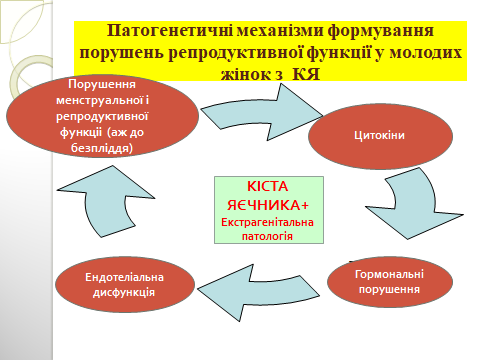 Патогенетичні механізми формування
порушень репродуктивної функції у молодих
жінок з КЯ
Порушення
менструальної і
репродуктивної
функціі (аж до
безпліддя)
Цитокіни
КІСТА
ЯЄЧНИКА+
Екстрагенітальна
патологія
Ендотеліальна
дисфункція
Гормональні
порушення